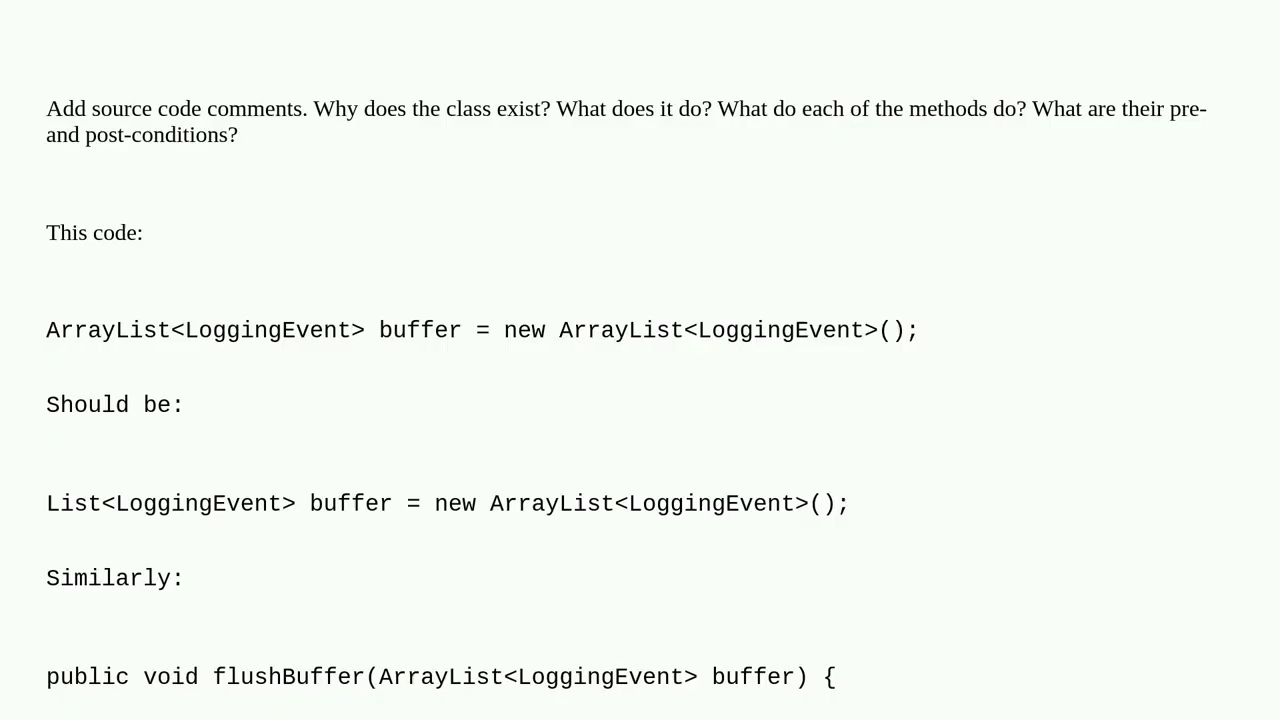 Add source code comments. Why does the class exist? What does it do? What do each of the methods do? What are their pre-
and post-conditions?
This code:
ArrayList<LoggingEvent> buffer = new ArrayList<LoggingEvent>();
Should be:
List<LoggingEvent> buffer = new ArrayList<LoggingEvent>();
Similarly:
public void flushBuffer(ArrayList<LoggingEvent> buffer) {